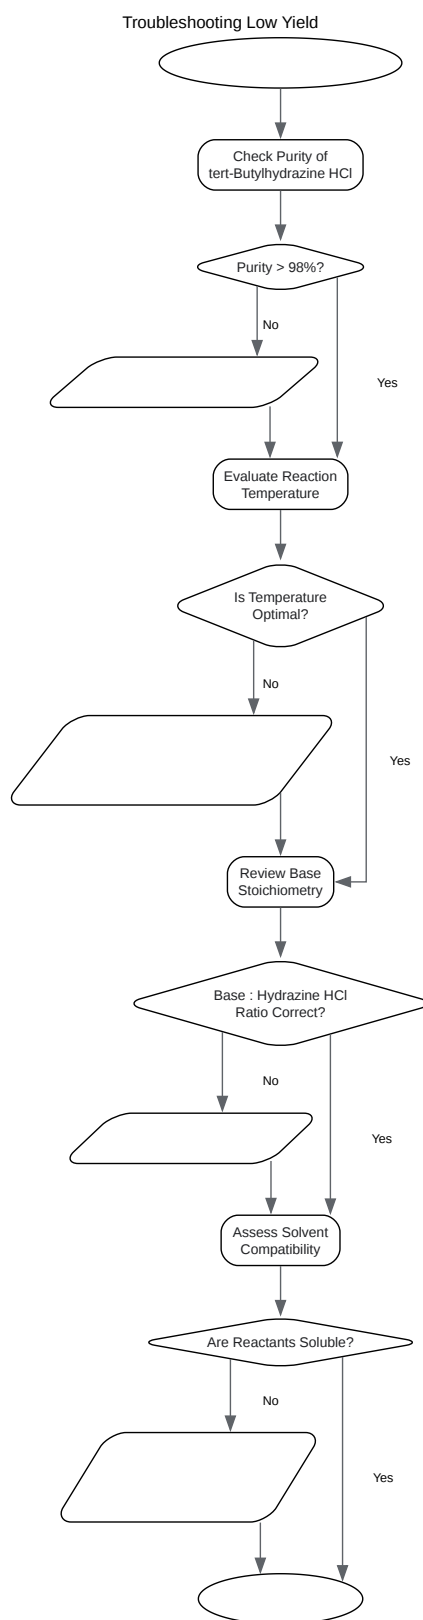 Troubleshooting Low Yield
Check Purity of
tert-Butylhydrazine HCl
Purity > 98%?
No
Yes
Evaluate Reaction
Temperature
Is Temperature
Optimal?
No
Yes
Review Base
Stoichiometry
Base : Hydrazine HCl
Ratio Correct?
No
Yes
Assess Solvent
Compatibility
Are Reactants Soluble?
No
Yes